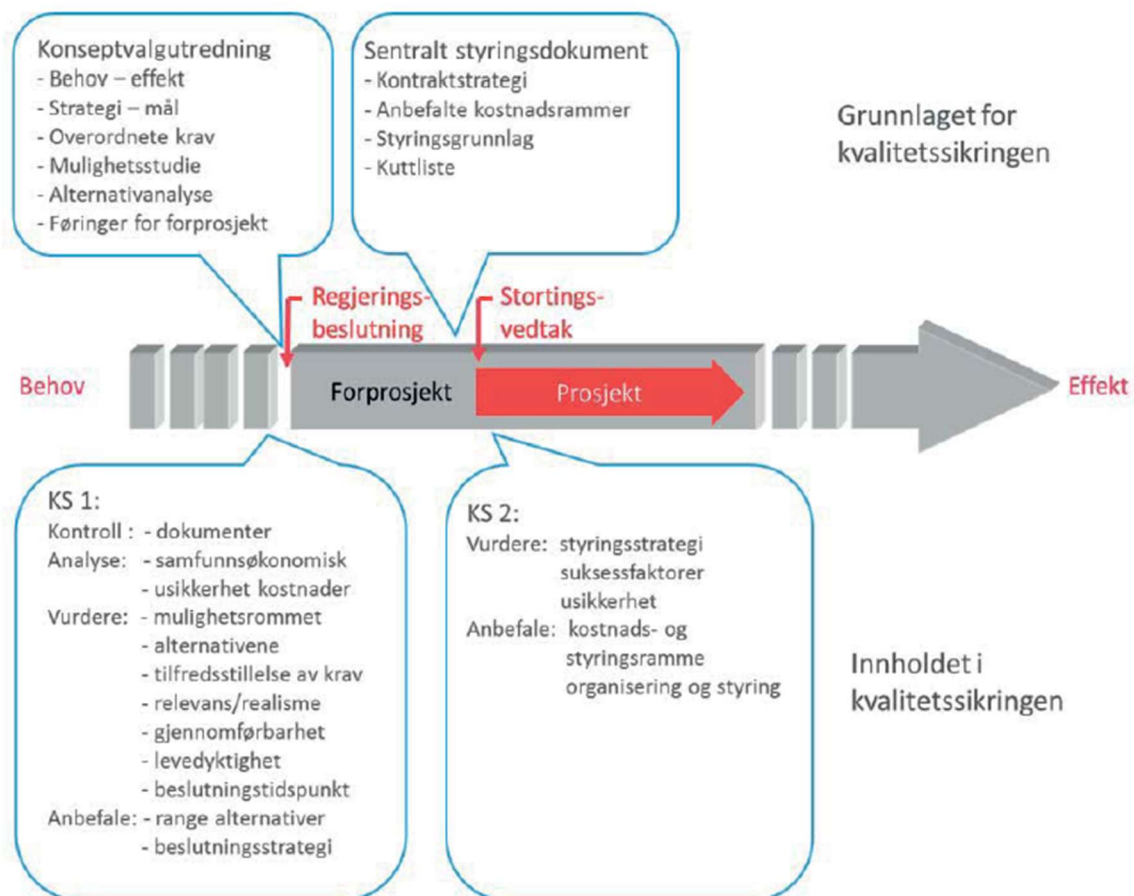 Konseptvalgutredning
- Behov – effekt
- Strategi – mål
- Overordnete krav
- Mulighetsstudie
- Alternativanalyse
- Føringer for forprosjekt
Sentralt styringsdokument
- Kontraktstrategi
- Anbefalte kostnadsrammer
- Styringsgrunnlag
- Kuttliste
Grunnlaget for
kvalitetssikringen
Regjerings-
beslutning
Stortings-
vedtak
Behov
Forprosjekt
Prosjekt
Effekt
KS 1:
Kontroll : - dokumenter
Analyse: - samfunnsøkonomisk
- usikkerhet kostnader
Vurdere: - mulighetsrommet
- alternativene
- tilfredsstillelse av krav
- relevans/realisme
- gjennomførbarhet
- levedyktighet
- beslutningstidspunkt
Anbefale: - range alternativer
- beslutningsstrategi
KS 2:
Vurdere: styringsstrategi
suksessfaktorer
usikkerhet
Anbefale: kostnads- og
styringsramme
organisering og styring
Innholdet i
kvalitetssikringen